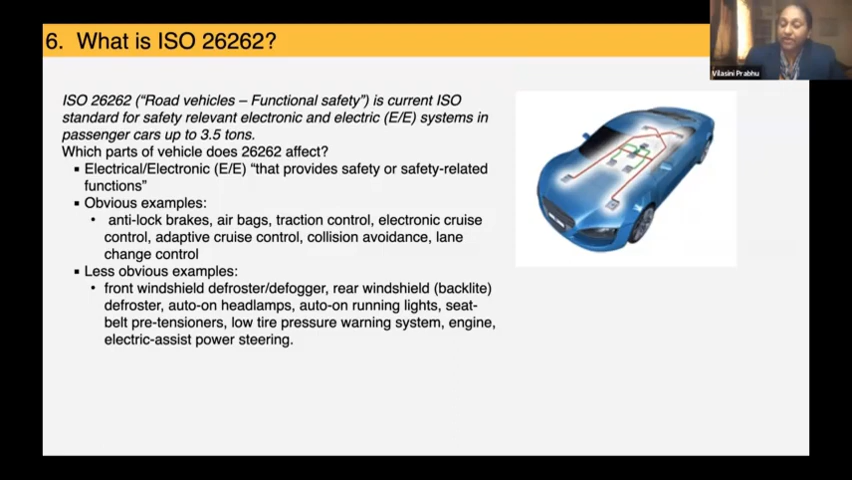 6. What is ISO 26262?
Vilasini Prabhu
ISO 26262 (“Road vehicles – Functional safety”) is current ISO
standard for safety relevant electronic and electric (E/E) systems in
passenger cars up to 3.5 tons.
Which parts of vehicle does 26262 affect?
▪ Electrical/Electronic (E/E) “that provides safety or safety-related
functions”
▪ Obvious examples:
• anti-lock brakes, air bags, traction control, electronic cruise
control, adaptive cruise control, collision avoidance, lane
change control
▪ Less obvious examples:
• front windshield defroster/defogger, rear windshield (backlite)
defroster, auto-on headlamps, auto-on running lights, seat-
belt pre-tensioners, low tire pressure warning system, engine,
electric-assist power steering.